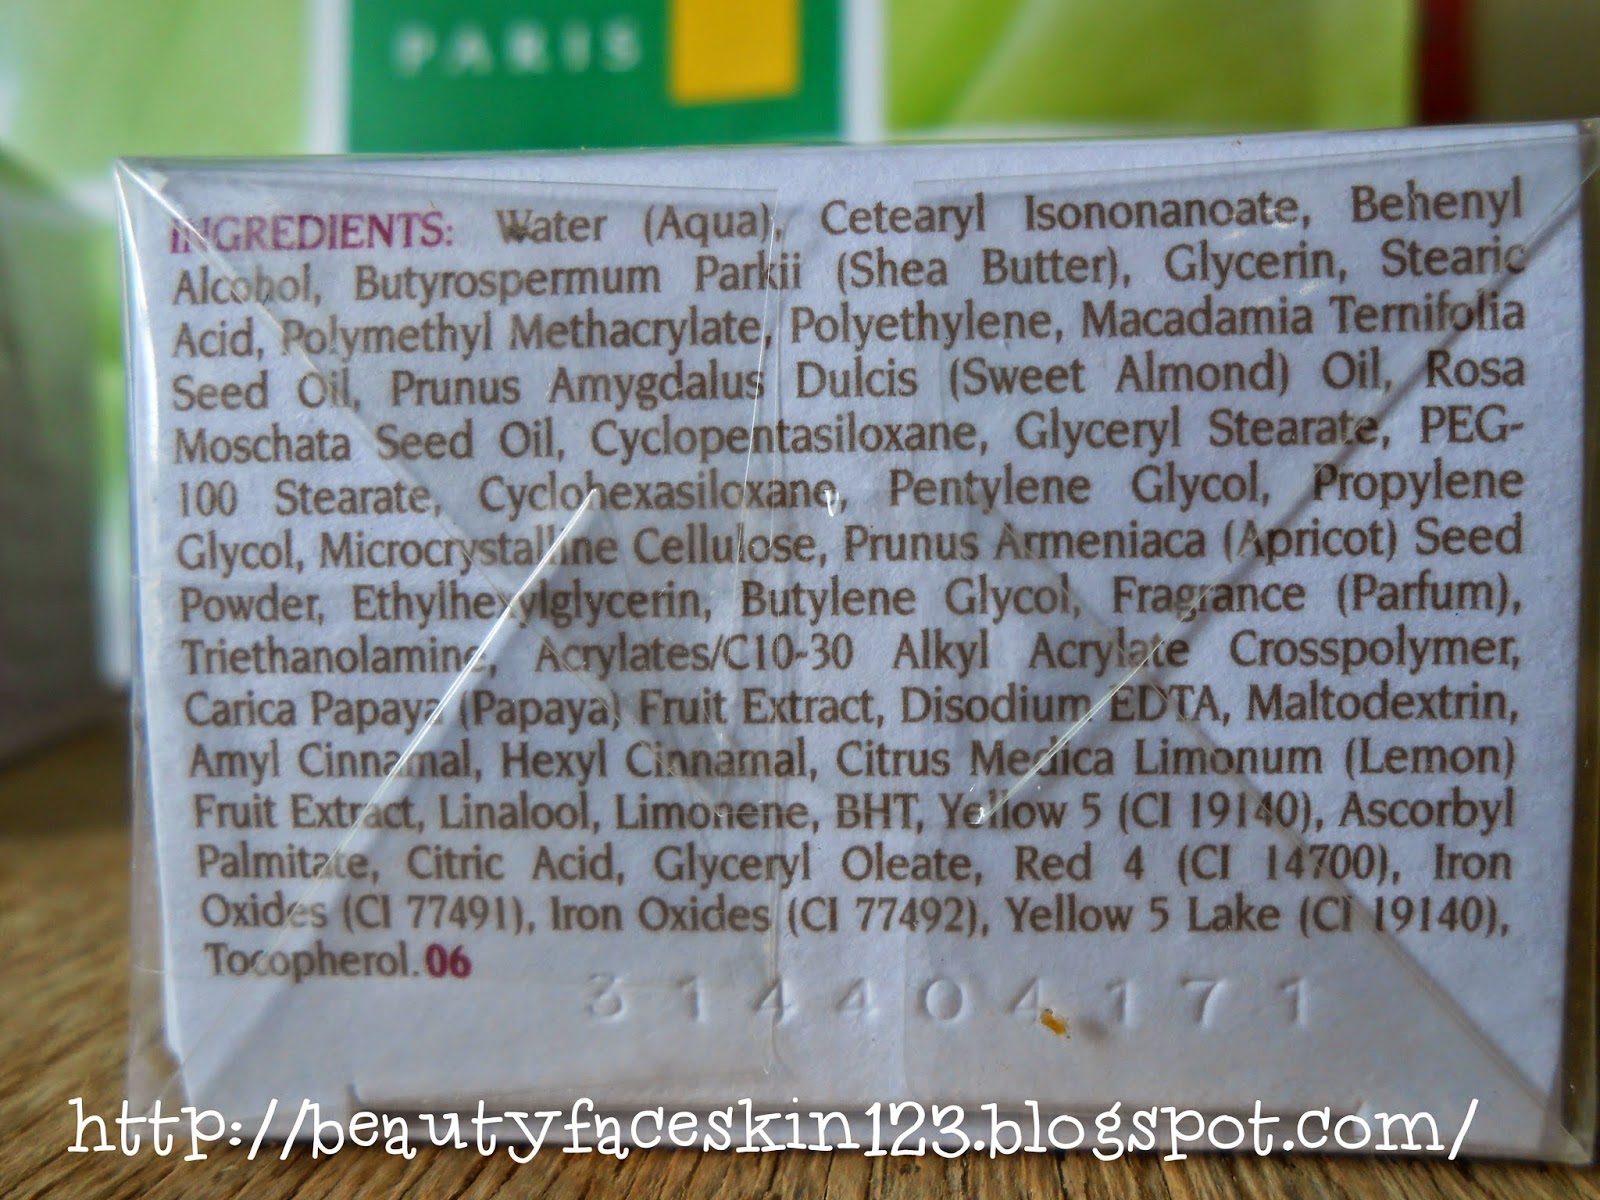 PARIS
INGREDIENTS: Water (Aqua), Cetearyl Isononanoate, Behenyl
Alcohol, Butyrospermum Parkii (Shea Butter), Glycerin, Stearic
Acid, Polymethyl Methacrylate, Polyethylene, Macadamia Ternifolia
Seed Oil, Prunus Amygdalus Dulcis (Sweet Almond) Oil, Rosa
Moschata Seed Oil, Cyclopentasiloxane, Glyceryl Stearate, PEG-
100 Stearate, Cyclohexasiloxane, Pentylene Glycol, Propylene
Glycol, Microcrystalline Cellulose, Prunus Armeniaca (Apricot) Seed
Powder, Ethylhexylglycerin, Butylene Glycol, Fragrance (Parfum),
Triethanolamine, Acrylates/C10-30 Alkyl Acrylate Crosspolymer,
Carica Papaya (Papaya) Fruit Extract, Disodium EDTA, Maltodextrin,
Amyl Cinnamal, Hexyl Cinnamal, Citrus Medica Limonum (Lemon)
Fruit Extract, Linalool, Limonene, BHT, Yellow 5 (CI 19140), Ascorbyl
Palmitate, Citric Acid, Glyceryl Oleate, Red 4 (CI 14700), Iron
Oxides (CI 77491), Iron Oxides (CI 77492), Yellow 5 Lake (CI 19140),
Tocopherol. 06
314404171
http://beautyfaceskin123.blogspot.com/